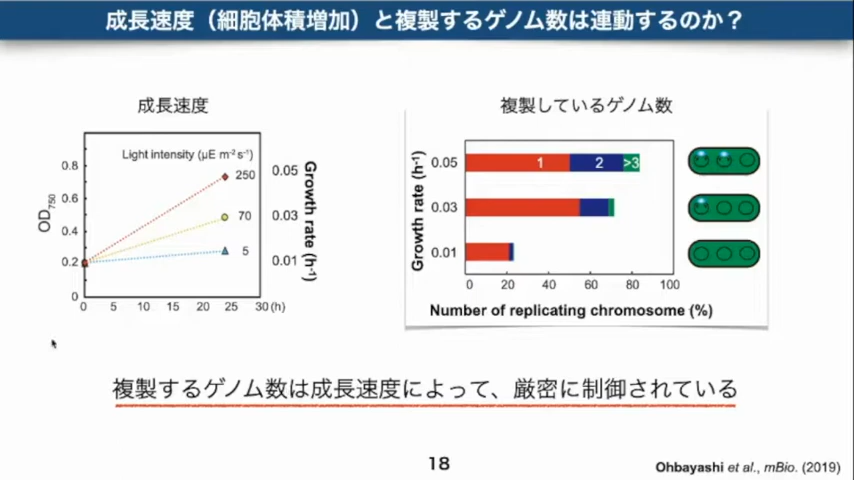 成長速度（細胞体積増加）と複製するゲノム数は連動するのか？
成長速度
Light intensity (μE m⁻² s⁻¹)
250
70
5
OD₇₅₀
0.8
0.6
0.4
0.2
0
0 5 10 15 20 25 30 (h)
0.05
0.03
0.01
Growth rate (h⁻¹)
複製しているゲノム数
Growth rate (h⁻¹)
0.05
0.03
0.01
1 2 >3
0 20 40 60 80 100
Number of replicating chromosome (%)
複製するゲノム数は成長速度によって、厳密に制御されている
18
Ohbayashi et al., mBio. (2019)